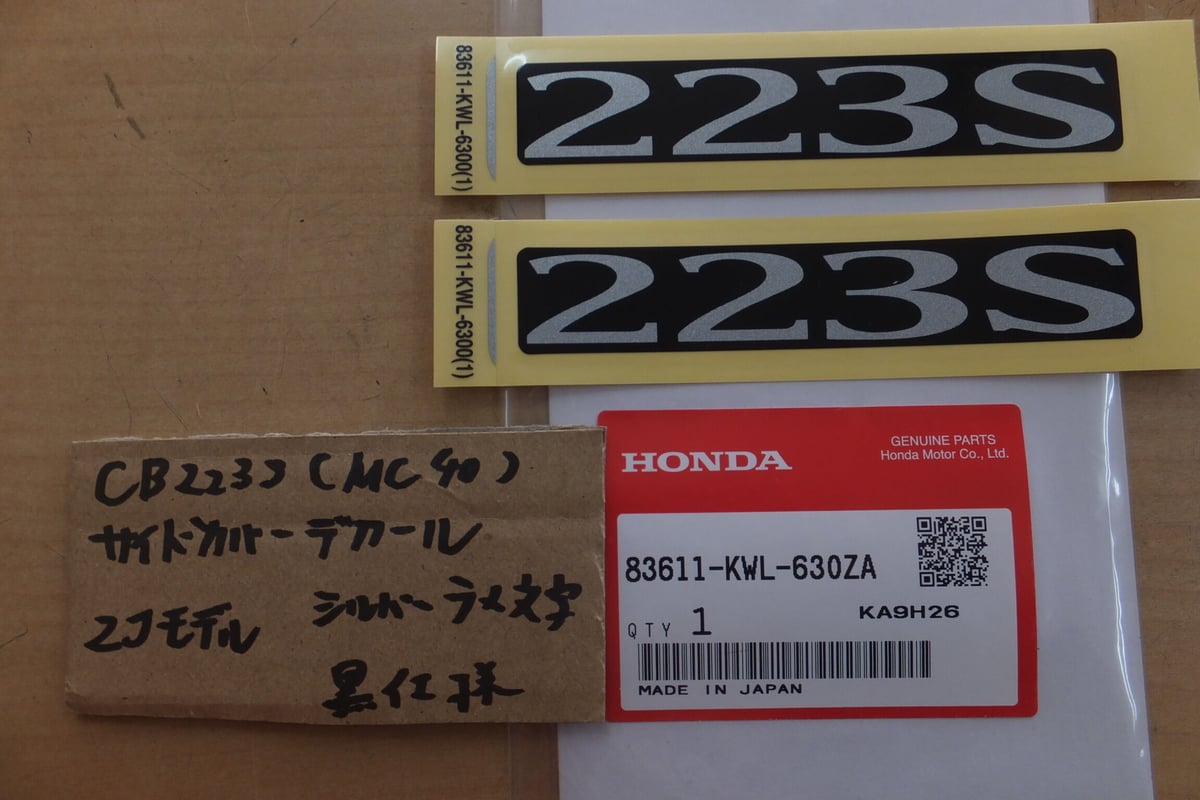 83611-KWL-6300(1)
223S
83611-KWL-6300(1)
223S
HONDA
GENUINE PARTS
Honda Motor Co., Ltd.
83611-KWL-630ZA
QTY 1
KA9H26
MADE IN JAPAN
CB223J (MC40)
サイドカバーデカール
2Jモデル シルバーラメ文字
黒仕様